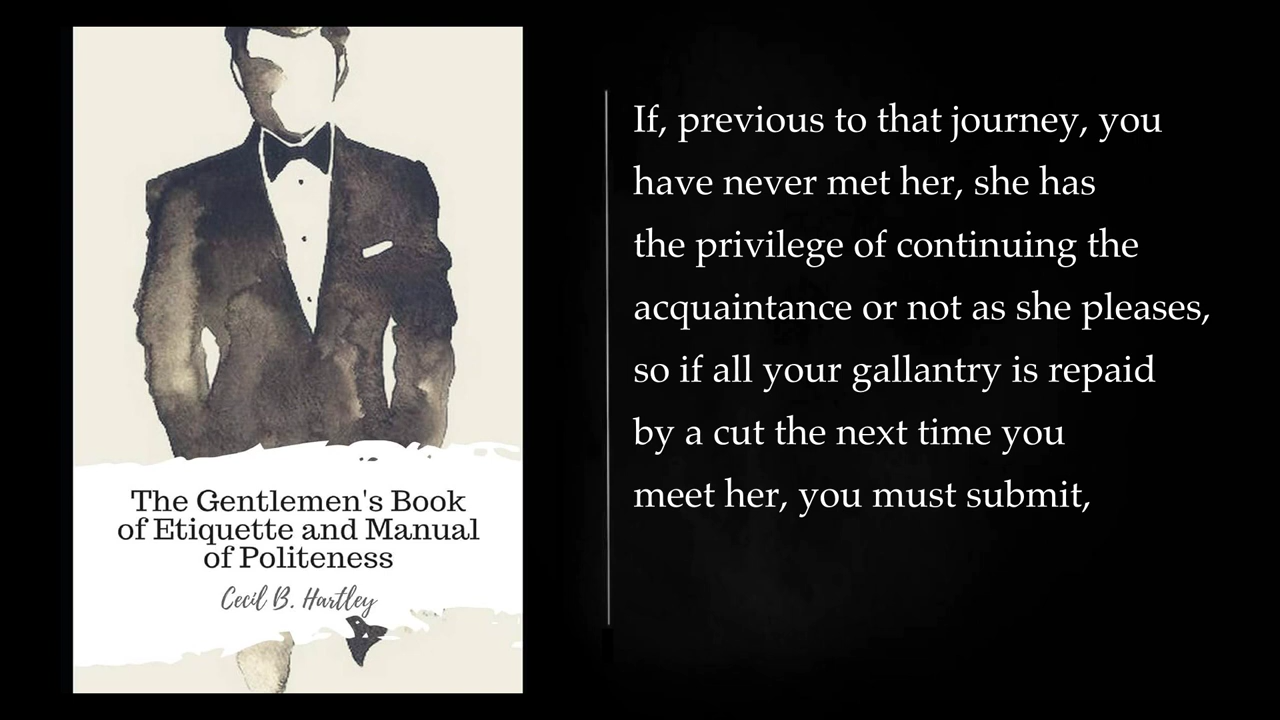 The Gentlemen's Book
of Etiquette and Manual
of Politeness
Cecil B. Hartley
If, previous to that journey, you
have never met her, she has
the privilege of continuing the
acquaintance or not as she pleases,
so if all your gallantry is repaid
by a cut the next time you
meet her, you must submit,